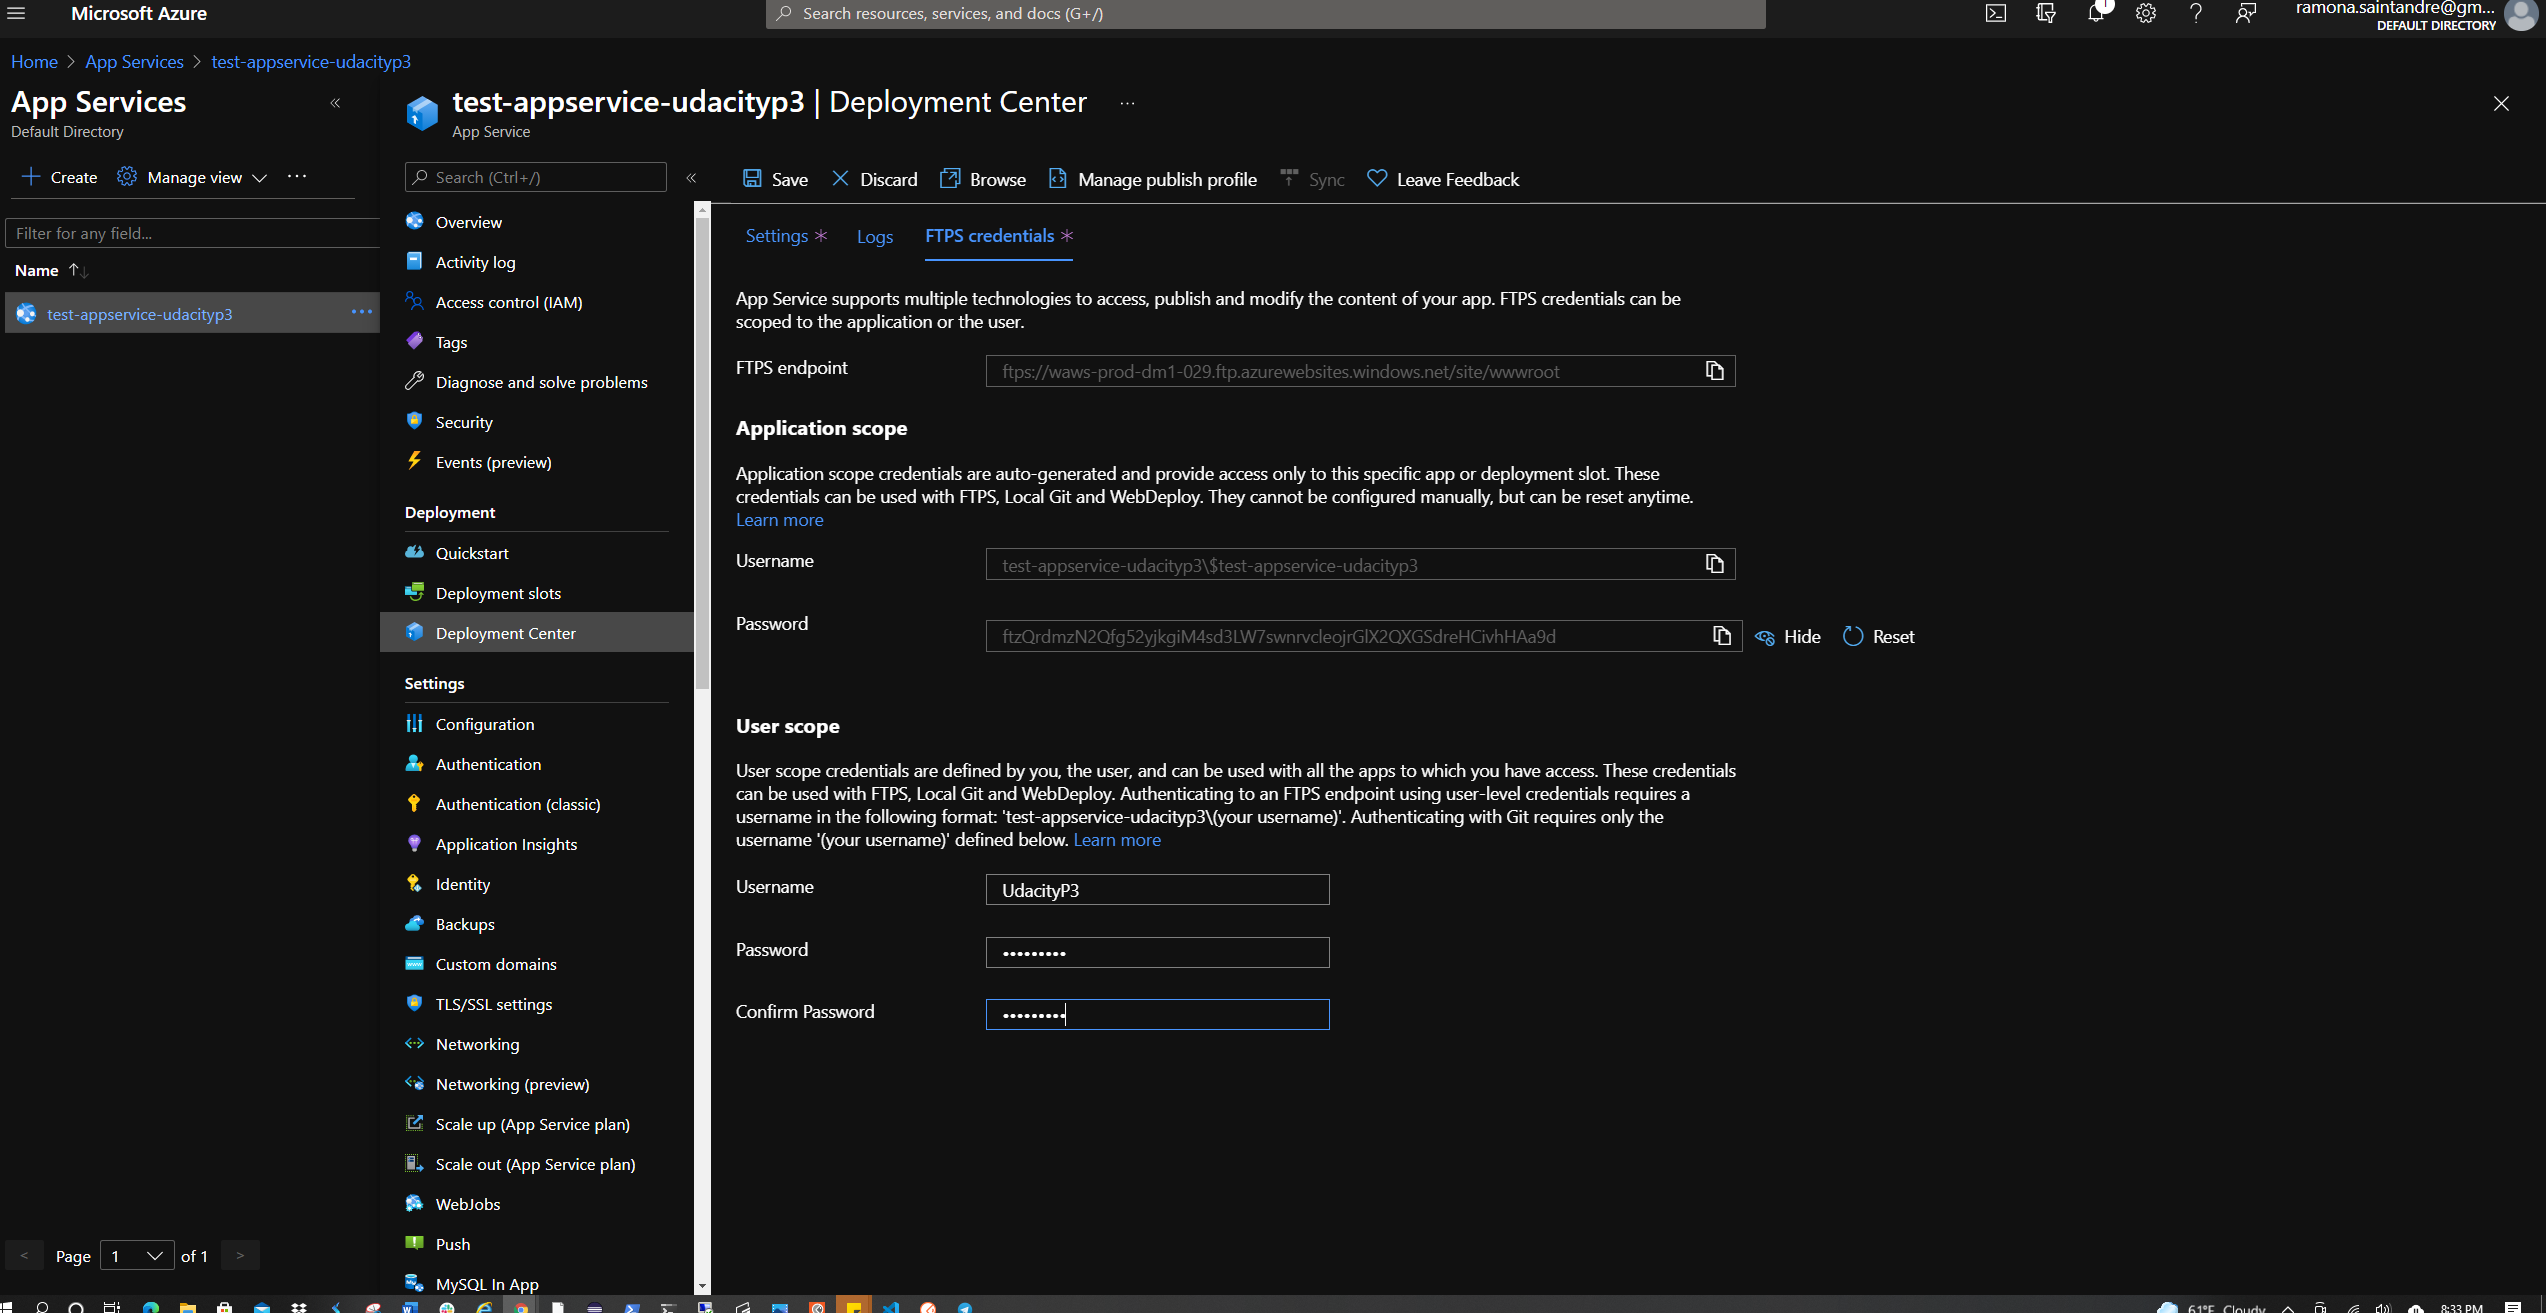 Microsoft Azure
Search resources, services, and docs (G+/)
1
ramona.saintandre@gm...
DEFAULT DIRECTORY
Home > App Services > test-appservice-udacityp3
App Services
Default Directory
test-appservice-udacityp3 | Deployment Center
App Service
Create
Manage view
Filter for any field...
Name
test-appservice-udacityp3
Page 1 of 1
Search (Ctrl+/)
Overview
Activity log
Access control (IAM)
Tags
Diagnose and solve problems
Security
Events (preview)
Deployment
Quickstart
Deployment slots
Deployment Center
Settings
Configuration
Authentication
Authentication (classic)
Application Insights
Identity
Backups
Custom domains
TLS/SSL settings
Networking
Networking (preview)
Scale up (App Service plan)
Scale out (App Service plan)
WebJobs
Push
MySQL In App
Save Discard Browse Manage publish profile Sync Leave Feedback
Settings * Logs FTPS credentials *
App Service supports multiple technologies to access, publish and modify the content of your app. FTPS credentials can be
scoped to the application or the user.
FTPS endpoint
ftps://waws-prod-dm1-029.ftp.azurewebsites.windows.net/site/wwwroot
Application scope
Application scope credentials are auto-generated and provide access only to this specific app or deployment slot. These
credentials can be used with FTPS, Local Git and WebDeploy. They cannot be configured manually, but can be reset anytime.
Learn more
Username
test-appservice-udacityp3\$test-appservice-udacityp3
Password
ftzQrdmzN2Qfg52yjkgiM4sd3LW7swnrvcleojrGlX2QXGSdreHCivhHAa9d
Hide
Reset
User scope
User scope credentials are defined by you, the user, and can be used with all the apps to which you have access. These credentials
can be used with FTPS, Local Git and WebDeploy. Authenticating to an FTPS endpoint using user-level credentials requires a
username in the following format: 'test-appservice-udacityp3\(your username)'. Authenticating with Git requires only the
username '(your username)' defined below. Learn more
Username
UdacityP3
Password
•••••••••
Confirm Password
•••••••••
61°F Cloudy
8:33 PM